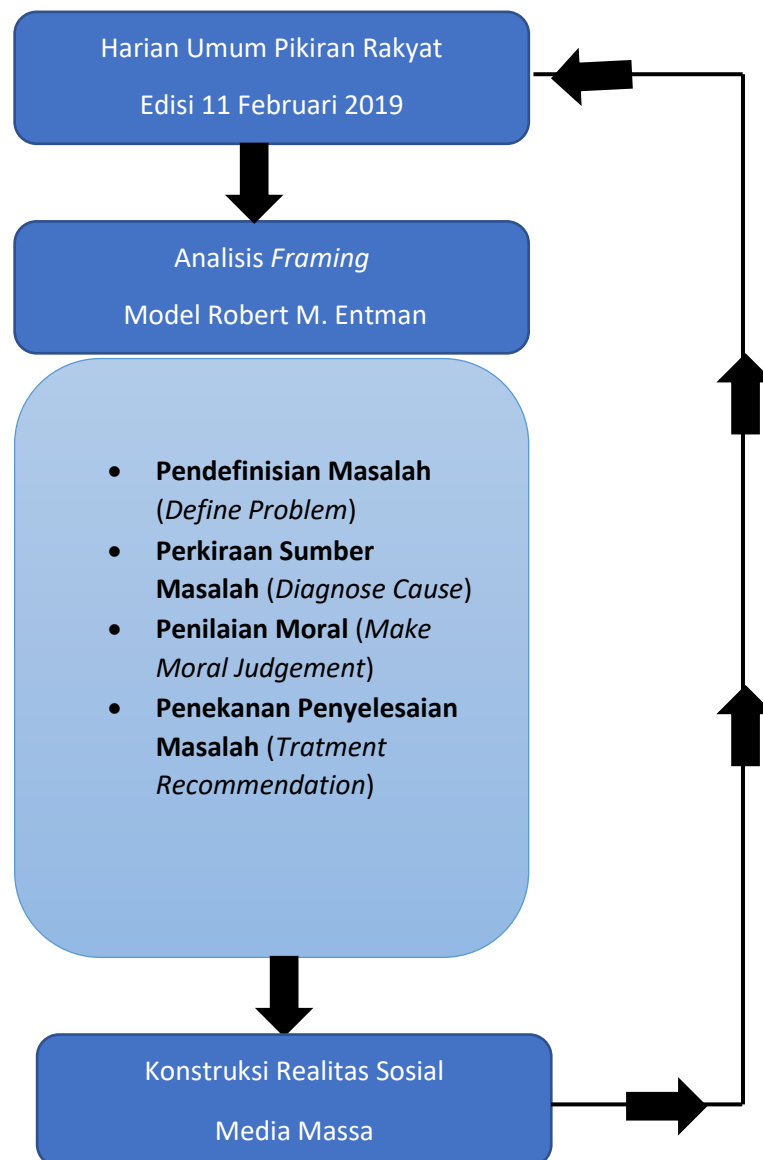 Harian Umum Pikiran Rakyat
Edisi 11 Februari 2019
Analisis Framing
Model Robert M. Entman
• Pendefinisian Masalah
(Define Problem)
• Perkiraan Sumber
Masalah (Diagnose Cause)
• Penilaian Moral (Make
Moral Judgement)
• Penekanan Penyelesaian
Masalah (Tratment
Recommendation)
Konstruksi Realitas Sosial
Media Massa